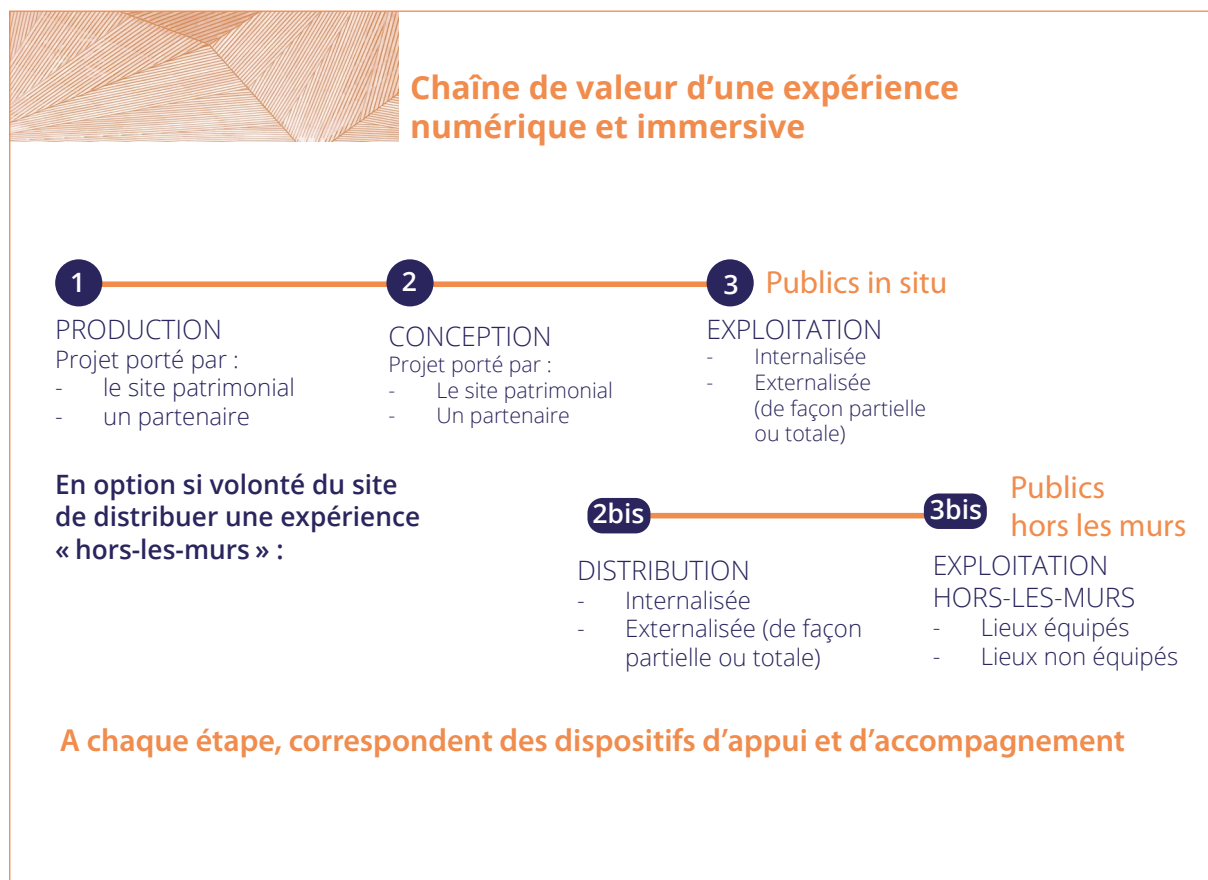 Chaîne de valeur d’une expérience
numérique et immersive
1
2
3 Publics in situ
PRODUCTION
Projet porté par :
- le site patrimonial
- un partenaire
CONCEPTION
Projet porté par :
- Le site patrimonial
- Un partenaire
EXPLOITATION
- Internalisée
- Externalisée
(de façon partielle
ou totale)
En option si volonté du site
de distribuer une expérience
« hors-les-murs » :
2bis
3bis
Publics
hors les murs
DISTRIBUTION
- Internalisée
- Externalisée (de façon
partielle ou totale)
EXPLOITATION
HORS-LES-MURS
- Lieux équipés
- Lieux non équipés
A chaque étape, correspondent des dispositifs d’appui et d’accompagnement